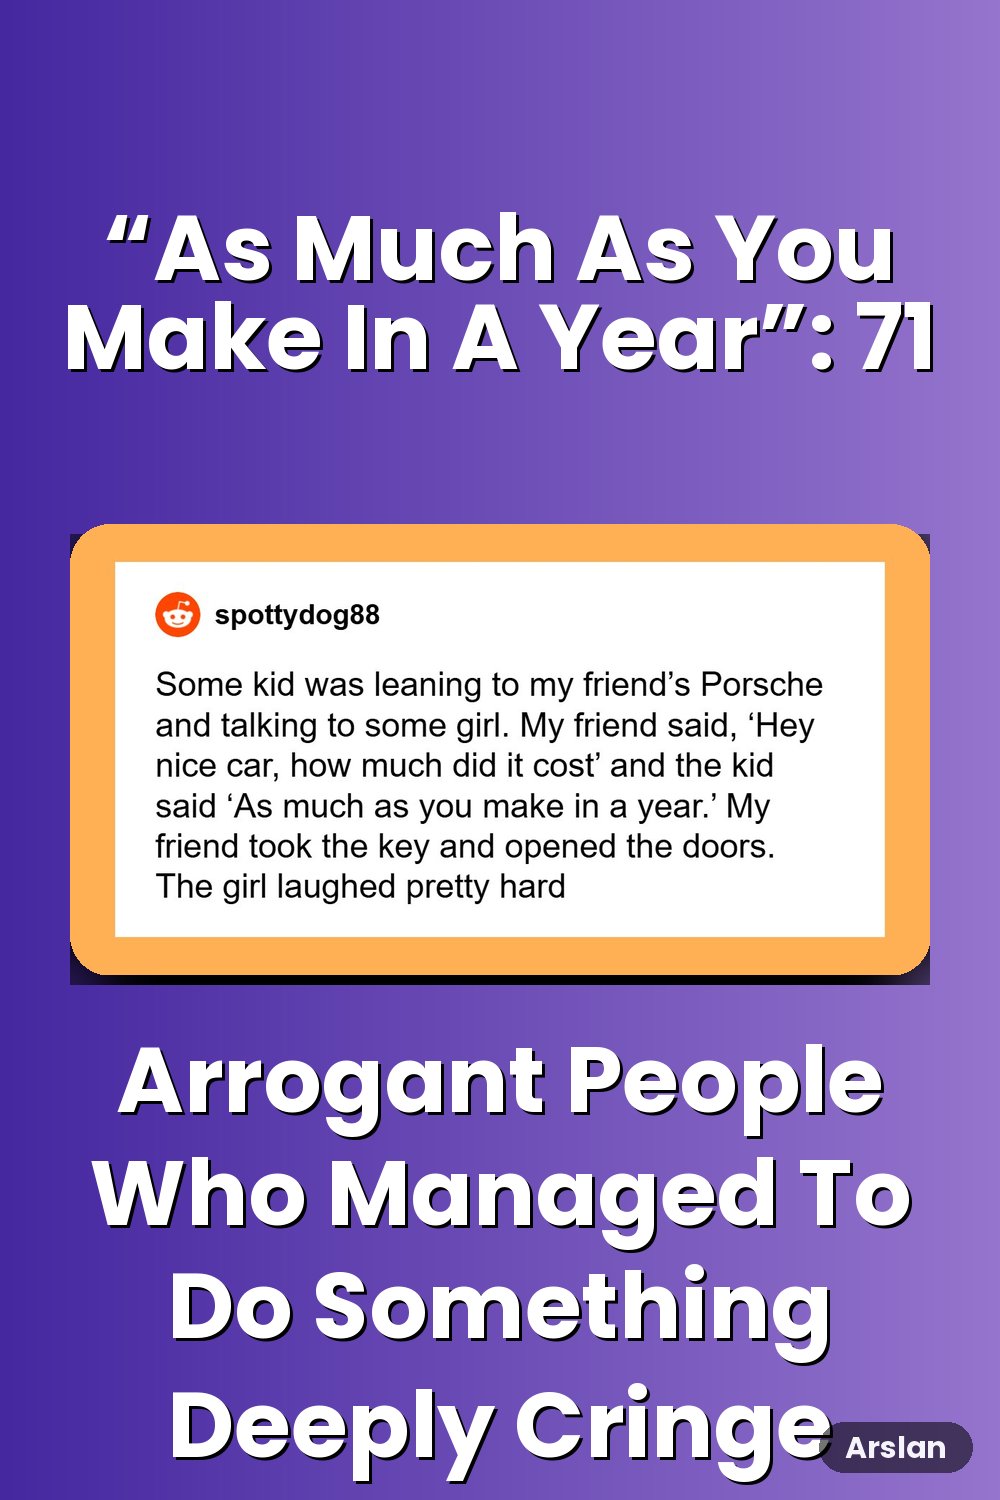 “As Much As You
Make In A Year”: 71
spottydog88
Some kid was leaning to my friend’s Porsche
and talking to some girl. My friend said, ‘Hey
nice car, how much did it cost’ and the kid
said ‘As much as you make in a year.’ My
friend took the key and opened the doors.
The girl laughed pretty hard
Arrogant People
Who Managed To
Do Something
Deeply Cringe
Arslan